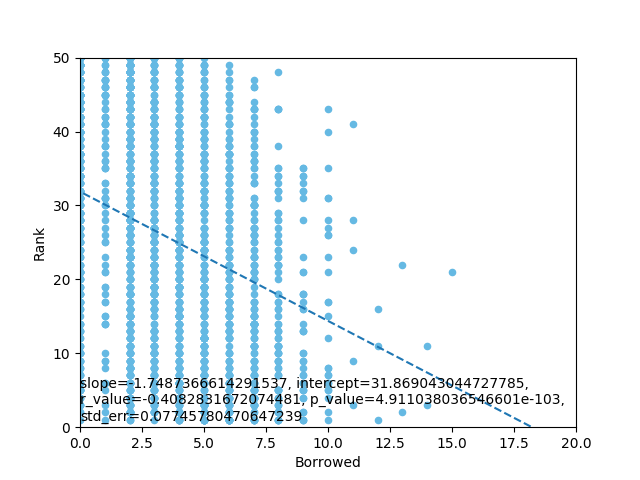 50
40
30
20
10
0
Rank
slope=-1.7487366614291537, intercept=31.869043044727785,
r_value=-0.4082831672074481, p_value=4.911038036546601e-103,
std_err=0.07745780470647239
0.0 2.5 5.0 7.5 10.0 12.5 15.0 17.5 20.0
Borrowed